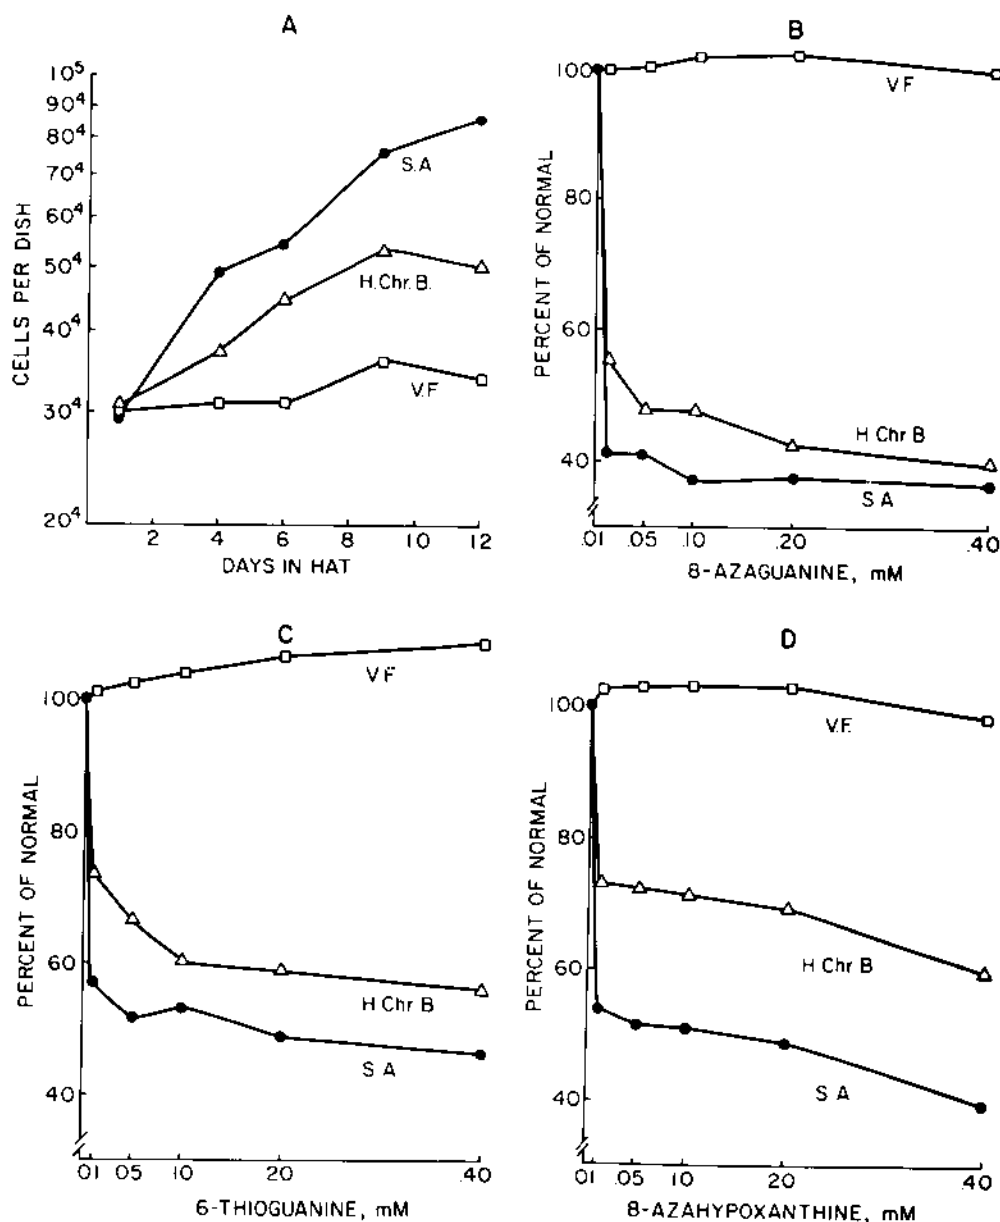 A
10⁵
90⁴
80⁴
70⁴
60⁴
50⁴
40⁴
30⁴
20⁴
CELLS PER DISH
S.A
H.Chr.B.
V.F
2 4 6 8 10 12
DAYS IN HAT
B
100
80
60
40
PERCENT OF NORMAL
VF
H Chr B
S A
.01 .05 .10 .20 .40
8-AZAGUANINE, mM
C
100
80
60
40
PERCENT OF NORMAL
V F
H Chr B
S A
.01 .05 .10 .20 .40
6-THIOGUANINE, mM
D
100
80
60
40
PERCENT OF NORMAL
V.F.
H Chr B
S A
.01 .05 .10 .20 .40
8-AZAHYPOXANTHINE, mM